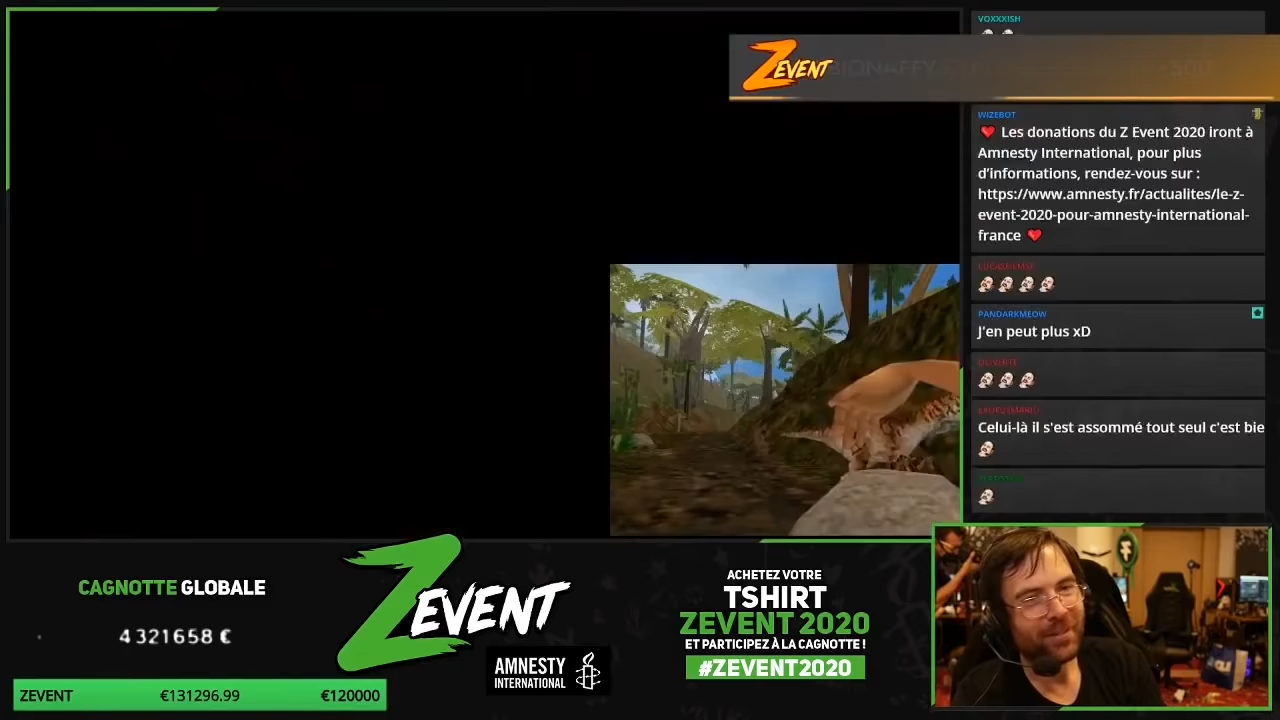 VOXXXISH
ZEVENT
WIZEBOT
Les donations du Z Event 2020 iront à
Amnesty International, pour plus
d'informations, rendez-vous sur :
https://www.amnesty.fr/actualites/le-z-
event-2020-pour-amnesty-international-
france
PANDARKMEOW
J'en peut plus xD
Celui-là il s'est assommé tout seul c'est bie
CAGNOTTE GLOBALE
4 321658 €
ZEVENT
€131296.99
€120000
ZEVENT
AMNESTY
INTERNATIONAL
ACHETEZ VOTRE
TSHIRT
ZEVENT 2020
ET PARTICIPEZ À LA CAGNOTTE !
#ZEVENT2020